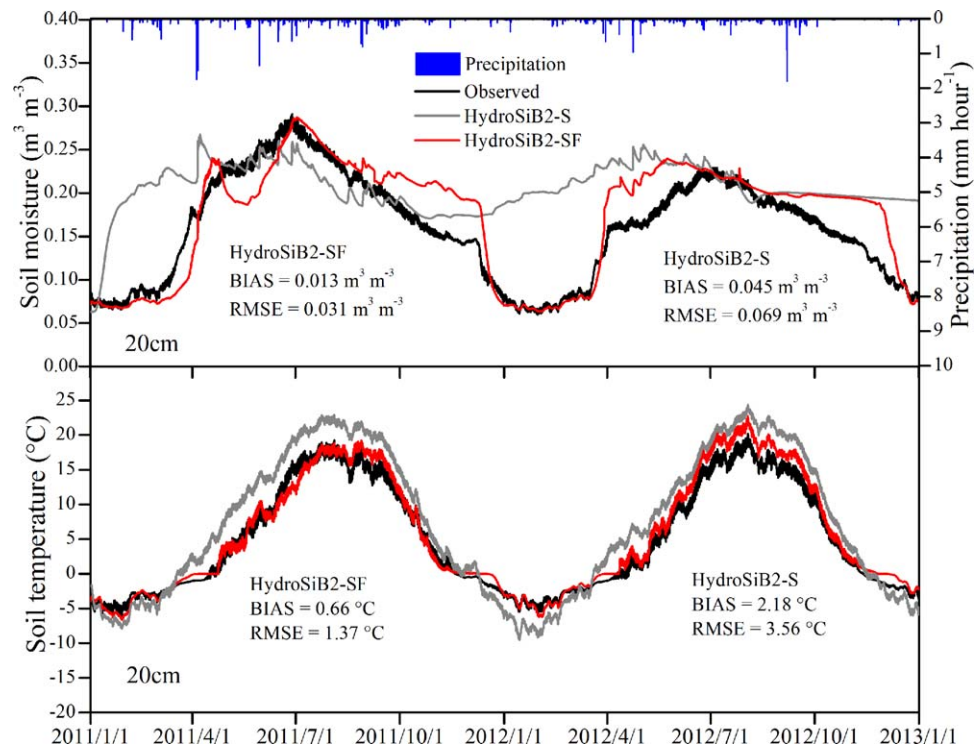 0.40
0.35
0.30
0.25
0.20
0.15
0.10
0.05
0.00
Soil moisture (m³ m⁻³)
Precipitation
Observed
HydroSiB2-S
HydroSiB2-SF
HydroSiB2-SF
BIAS = 0.013 m³ m⁻³
RMSE = 0.031 m³ m⁻³
HydroSiB2-S
BIAS = 0.045 m³ m⁻³
RMSE = 0.069 m³ m⁻³
20cm
0
1
2
3
4
5
6
7
8
9
10
Precipitation (mm hour⁻¹)
25
20
15
10
5
0
-5
-10
-15
-20
Soil temperature (°C)
HydroSiB2-SF
BIAS = 0.66 °C
RMSE = 1.37 °C
HydroSiB2-S
BIAS = 2.18 °C
RMSE = 3.56 °C
20cm
2011/1/1 2011/4/1 2011/7/1 2011/10/1 2012/1/1 2012/4/1 2012/7/1 2012/10/1 2013/1/1